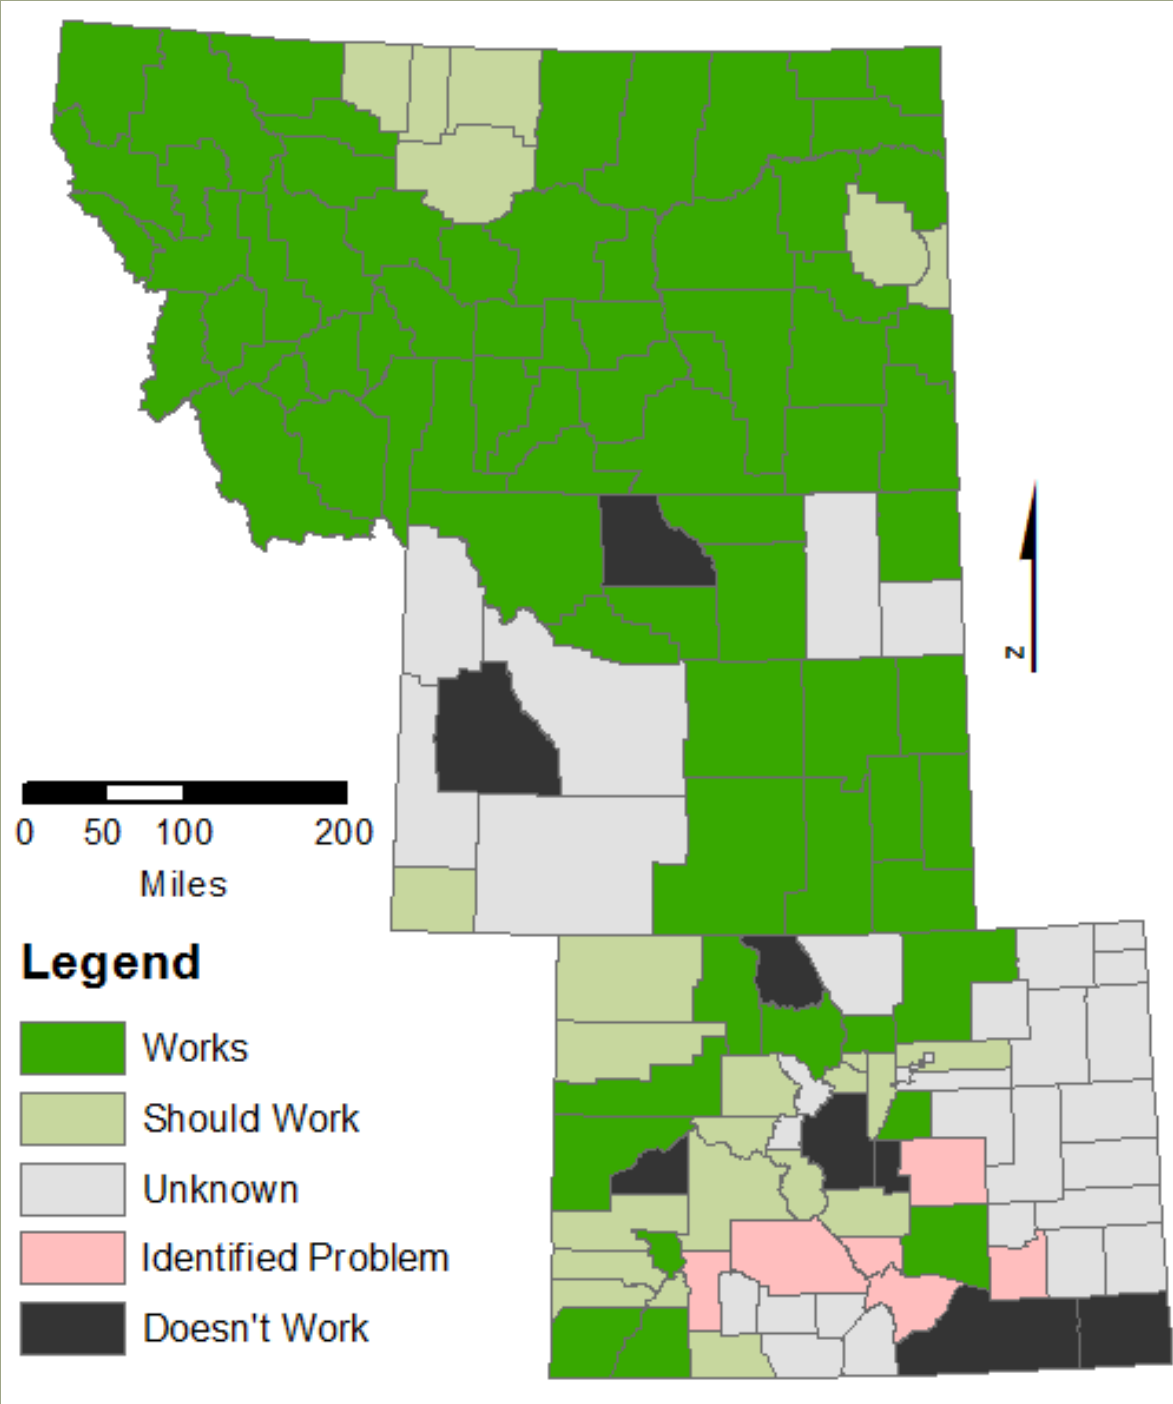 N
0 50 100 200
Miles
Legend
Works
Should Work
Unknown
Identified Problem
Doesn't Work